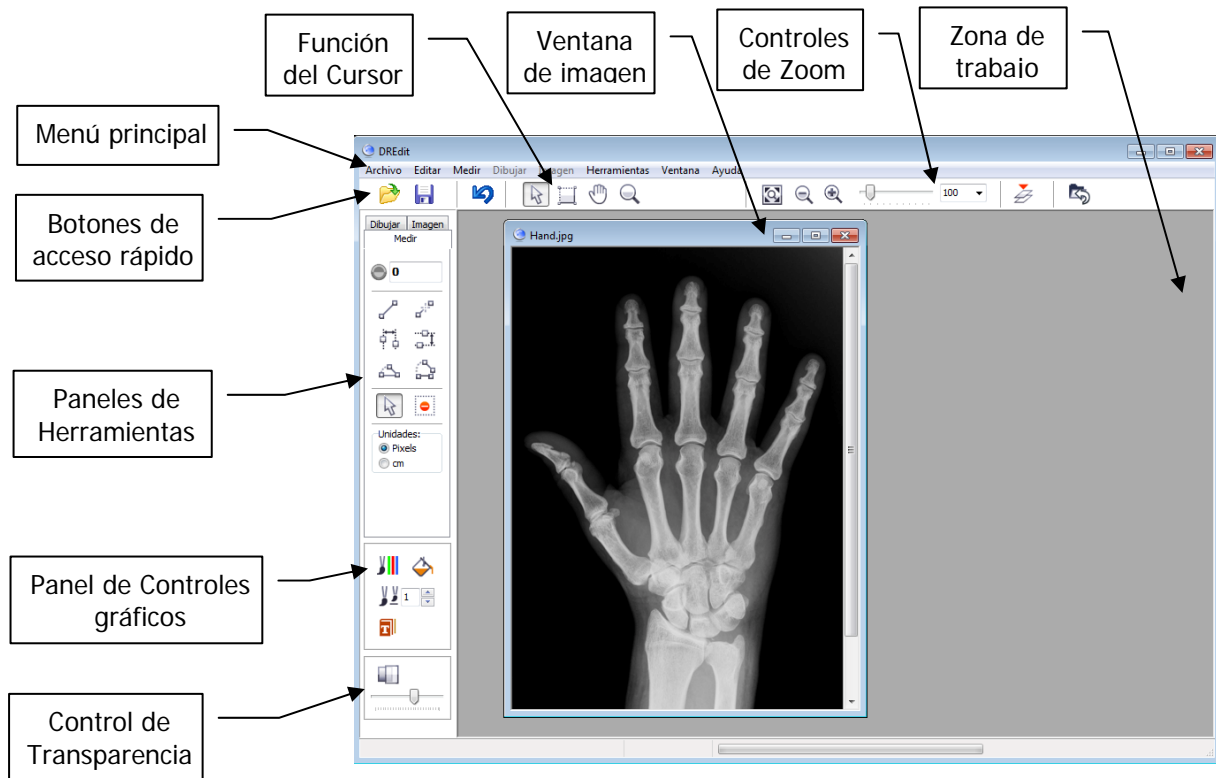 Función
del Cursor
Ventana
de imagen
Controles
de Zoom
Zona de
trabajo
Menú principal
Botones de
acceso rápido
Paneles de
Herramientas
Panel de Controles
gráficos
Control de
Transparencia
DREdit
Archivo Editar Medir Dibujar Imagen Herramientas Ventana Ayuda
100
Dibujar Imagen
Medir
0
Unidades:
Pixels
cm
1
T
Hand.jpg